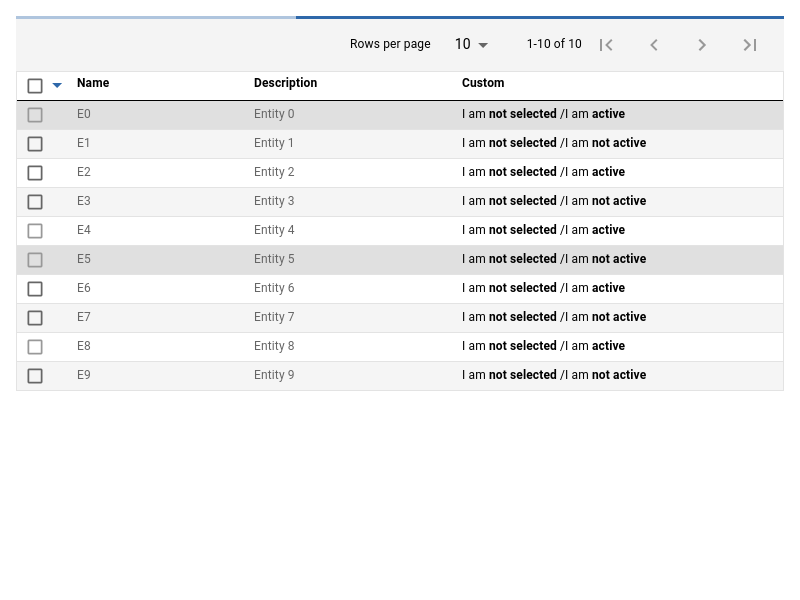 Rows per page 10 1-10 of 10
Name Description Custom
E0 Entity 0 I am not selected /I am active
E1 Entity 1 I am not selected /I am not active
E2 Entity 2 I am not selected /I am active
E3 Entity 3 I am not selected /I am not active
E4 Entity 4 I am not selected /I am active
E5 Entity 5 I am not selected /I am not active
E6 Entity 6 I am not selected /I am active
E7 Entity 7 I am not selected /I am not active
E8 Entity 8 I am not selected /I am active
E9 Entity 9 I am not selected /I am not active